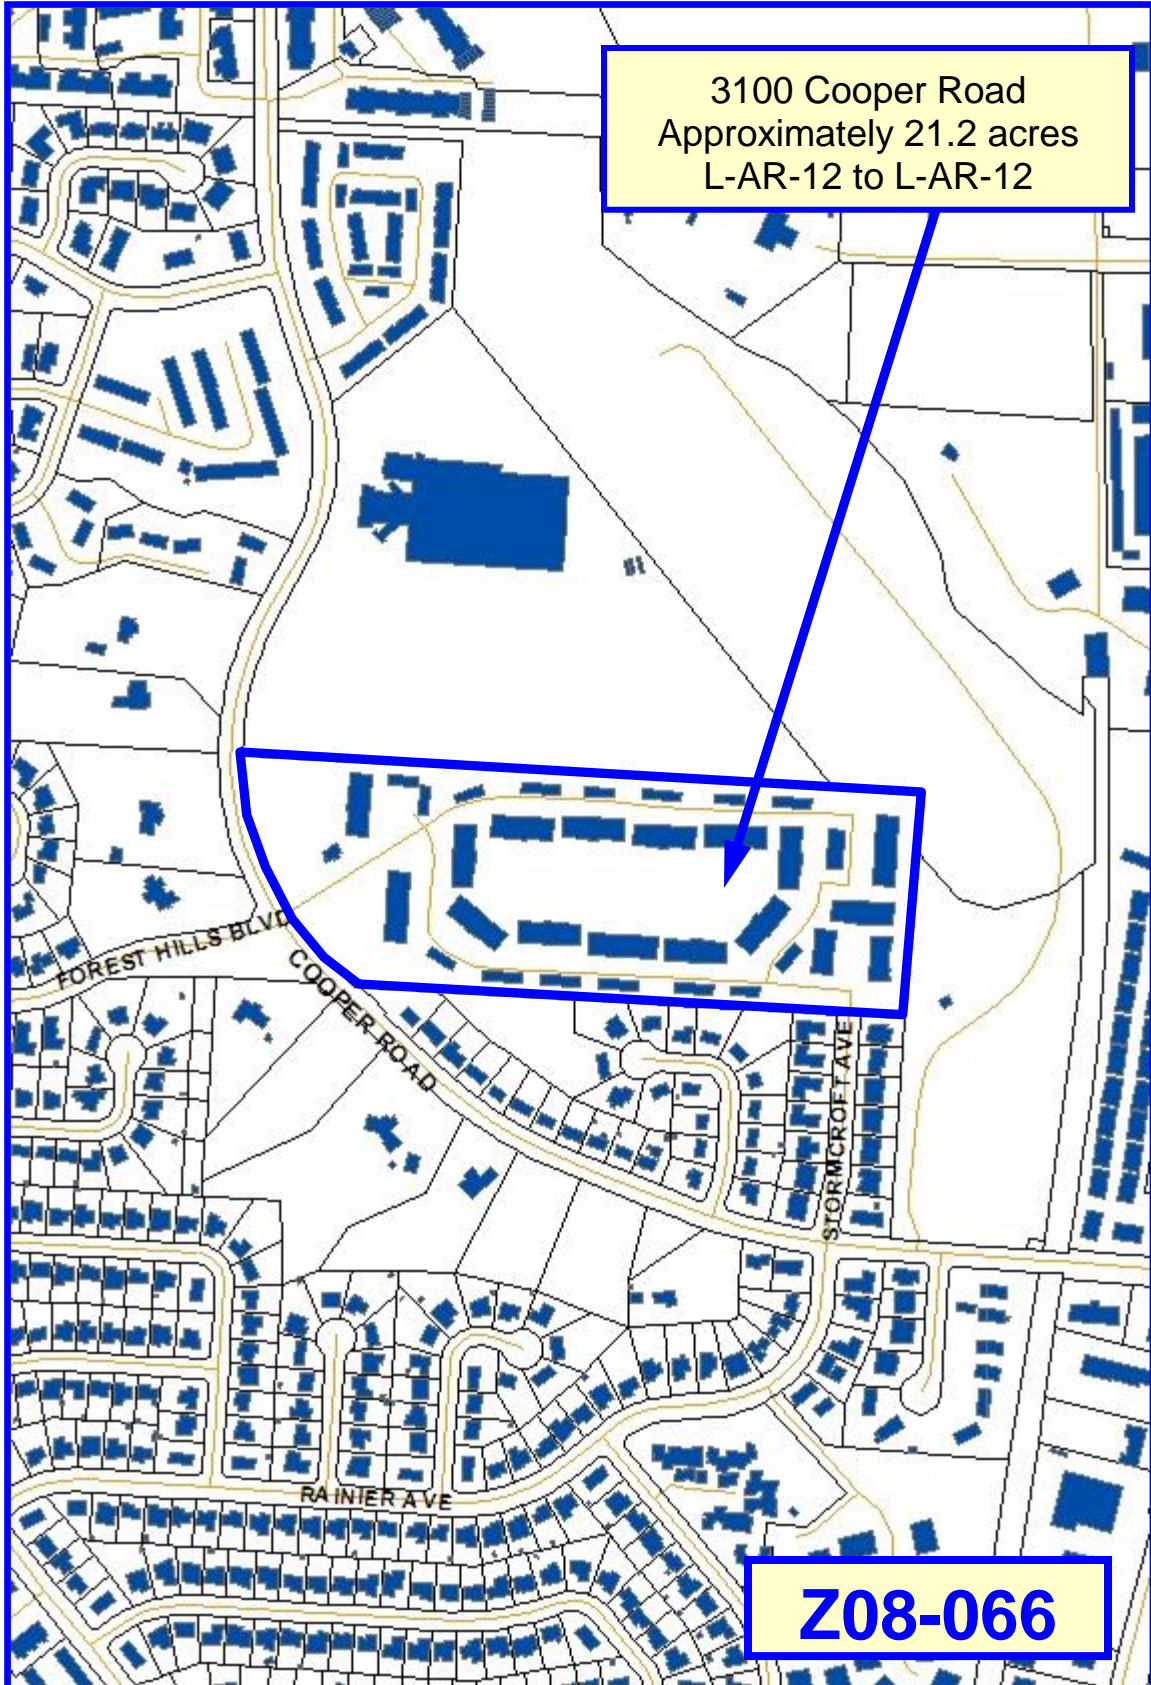 3100 Cooper Road
Approximately 21.2 acres
L-AR-12 to L-AR-12
FOREST HILLS BLVD
COOPER ROAD
STORMCROFT AVE
RAINIER AVE
Z08-066